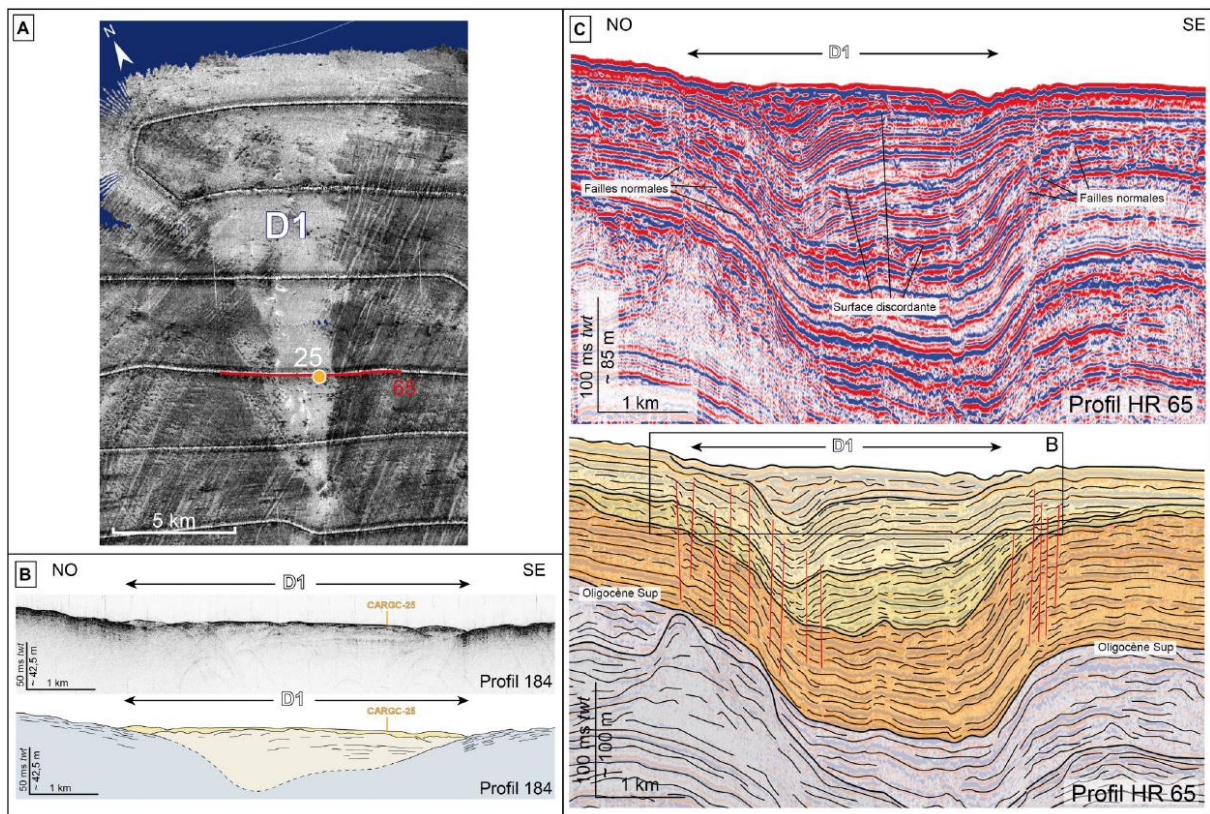 A
N
D1
25
65
5 km
B
NO
SE
D1
CARGC-25
50 ms twt
~ 42,5 m
1 km
Profil 184
D1
CARGC-25
50 ms twt
~ 42,5 m
1 km
Profil 184
C
NO
SE
D1
Failles normales
Failles normales
Surface discordante
100 ms twt
~ 85 m
1 km
Profil HR 65
D1
B
Oligocène Sup
Oligocène Sup
100 ms twt
~ 100 m
1 km
Profil HR 65